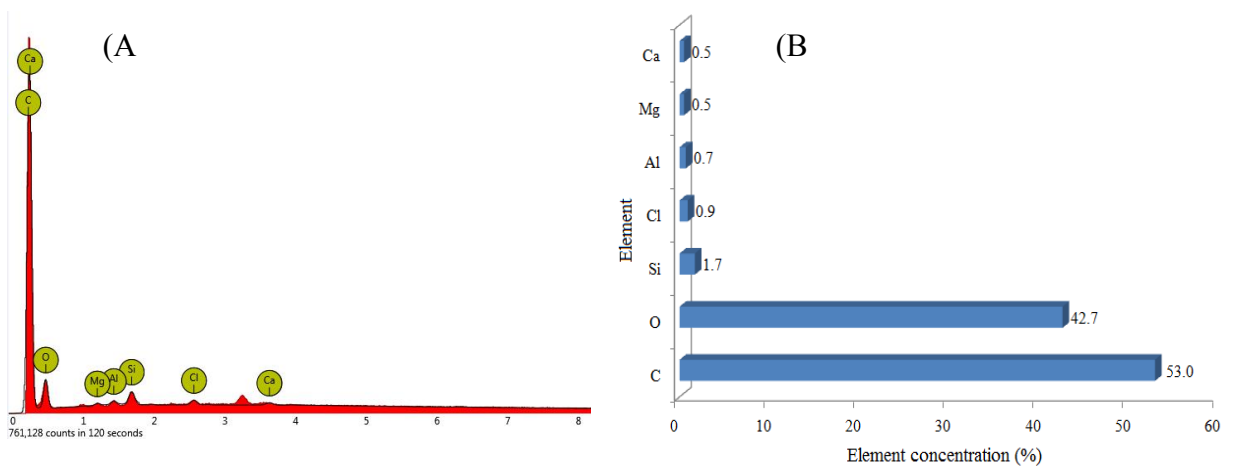 (A
Ca
C
O
Mg
Al
Si
Cl
Ca
0 1 2 3 4 5 6 7 8
761,128 counts in 120 seconds
(B
Element
Ca 0.5
Mg 0.5
Al 0.7
Cl 0.9
Si 1.7
O 42.7
C 53.0
0 10 20 30 40 50 60
Element concentration (%)